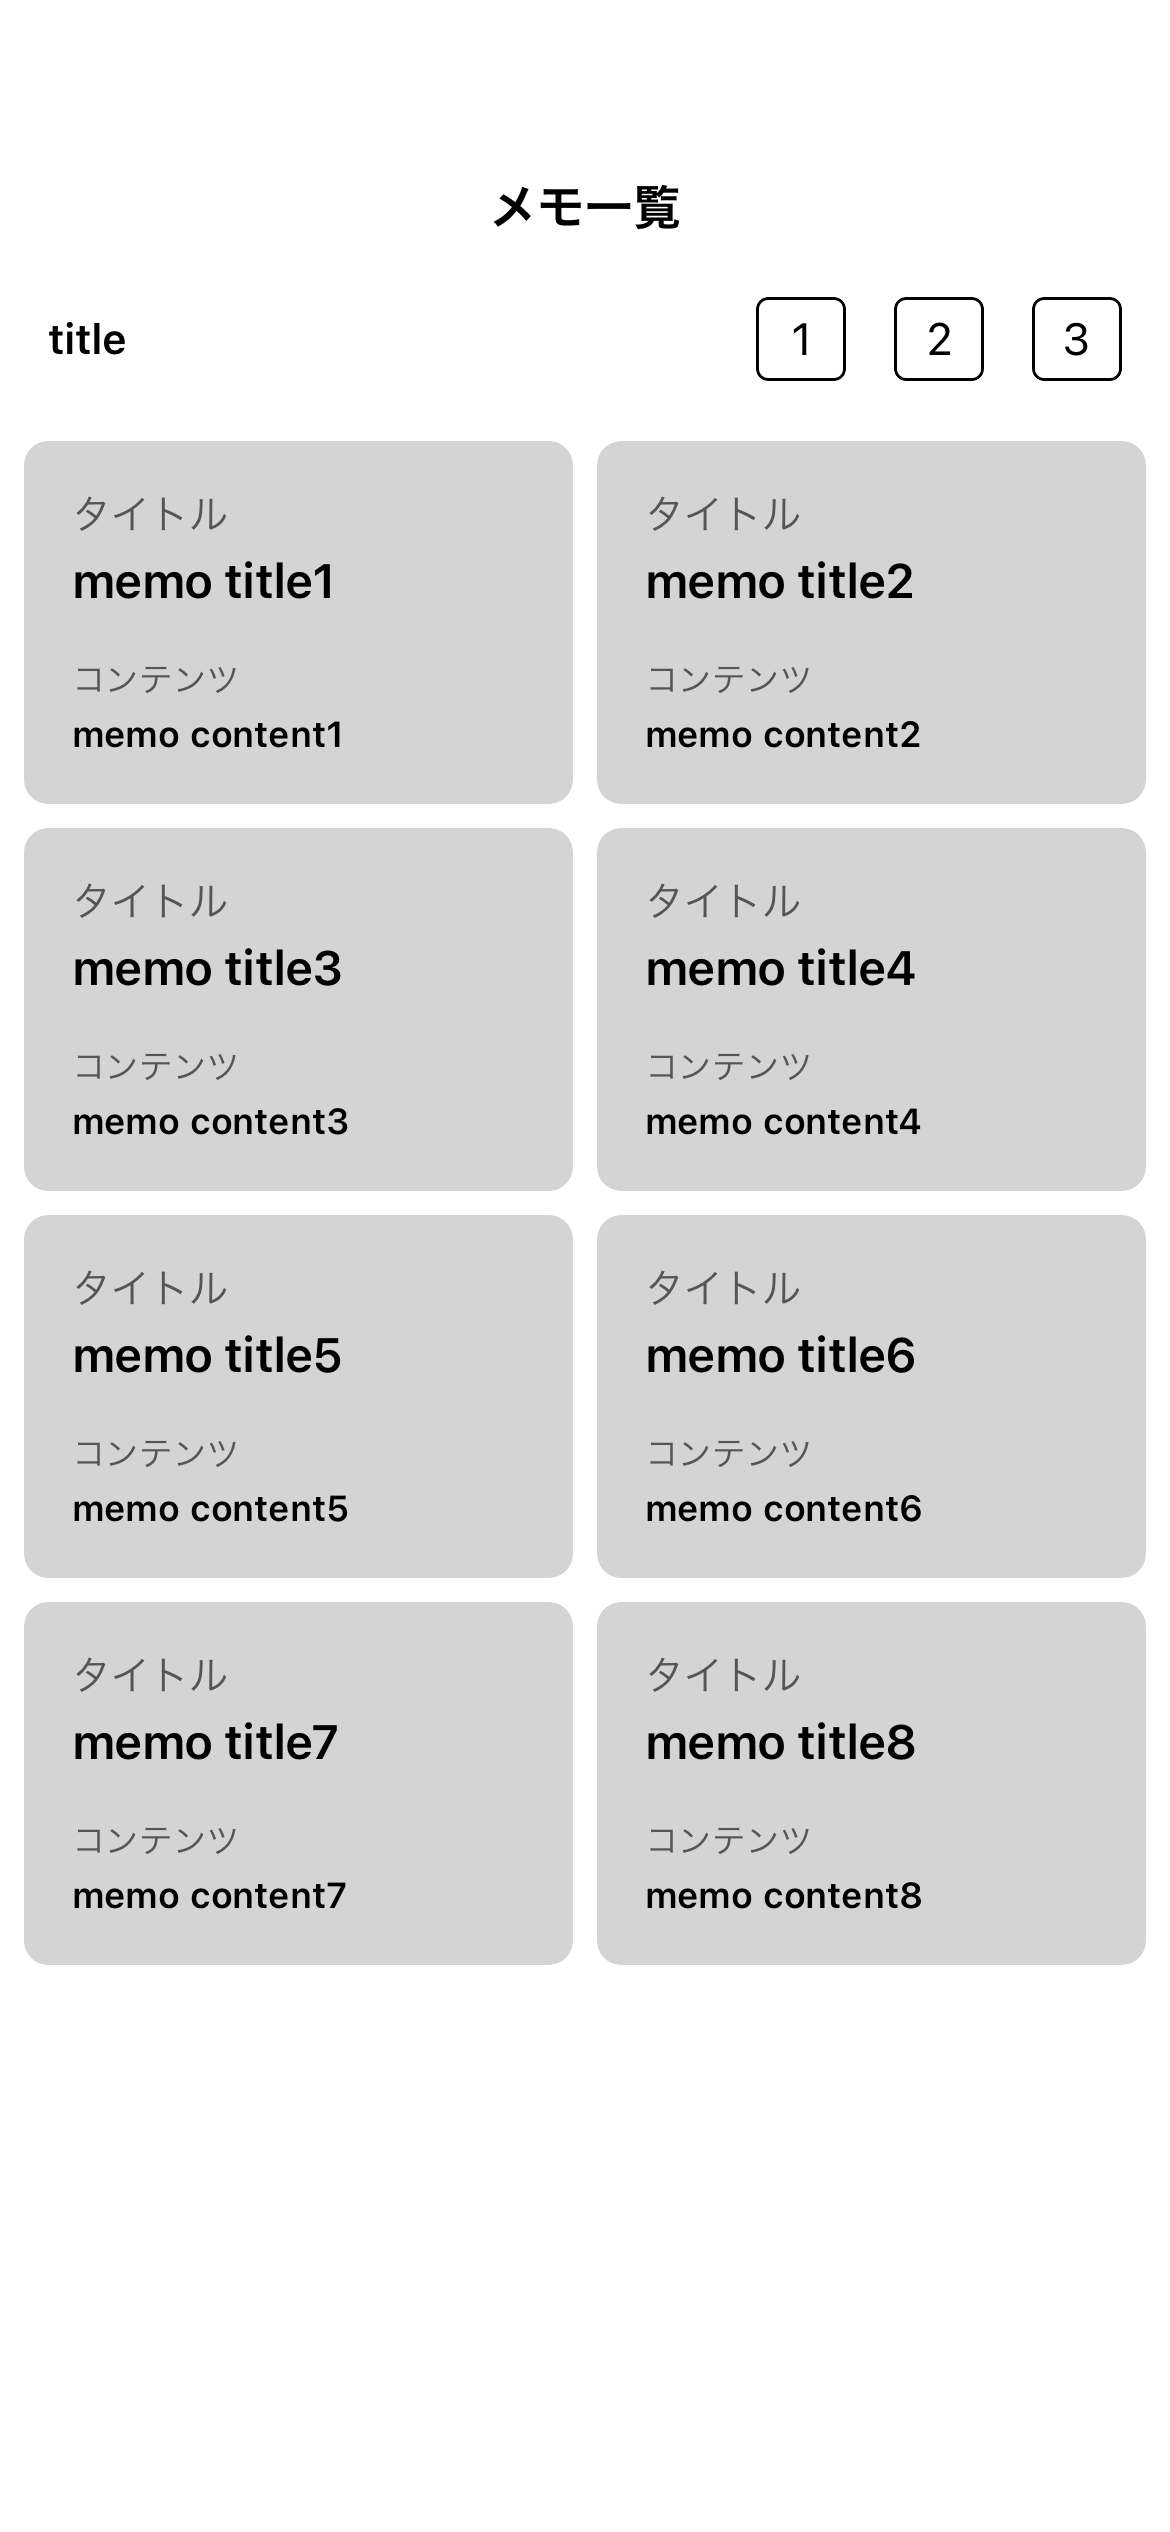 メモ一覧
title 1 2 3
タイトル
memo title1
コンテンツ
memo content1
タイトル
memo title2
コンテンツ
memo content2
タイトル
memo title3
コンテンツ
memo content3
タイトル
memo title4
コンテンツ
memo content4
タイトル
memo title5
コンテンツ
memo content5
タイトル
memo title6
コンテンツ
memo content6
タイトル
memo title7
コンテンツ
memo content7
タイトル
memo title8
コンテンツ
memo content8